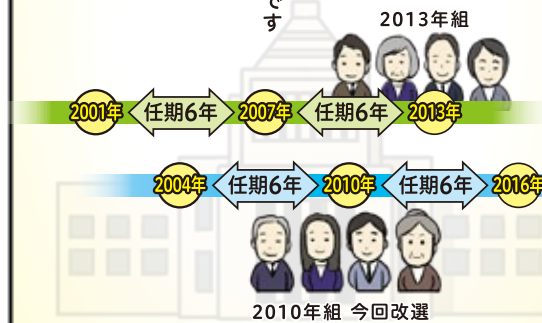 です
2013年組
2001年 任期6年 2007年 任期6年 2013年
2004年 任期6年 2010年 任期6年 2016年
2010年組 今回改選